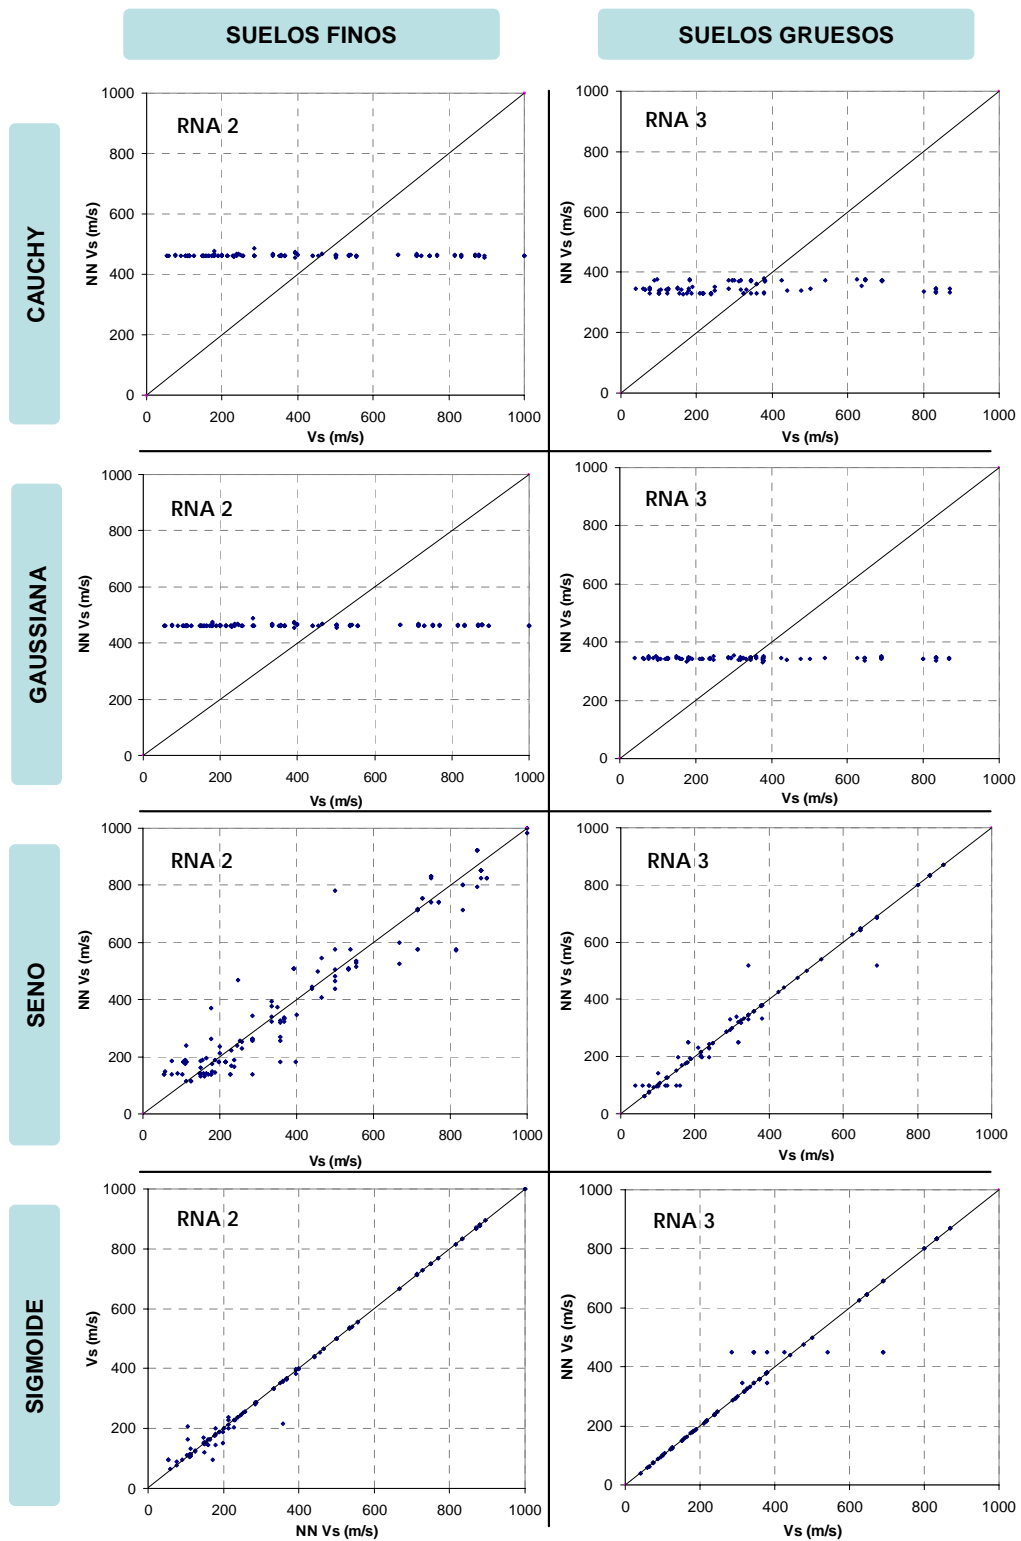 SUELOS FINOS
SUELOS GRUESOS
CAUCHY
RNA 2
NN Vs (m/s)
1000
800
600
400
200
0
0 200 400 600 800 1000
Vs (m/s)
RNA 3
NN Vs (m/s)
1000
800
600
400
200
0
0 200 400 600 800 1000
Vs (m/s)
GAUSSIANA
RNA 2
NN Vs (m/s)
1000
800
600
400
200
0
0 200 400 600 800 1000
Vs (m/s)
RNA 3
NN Vs (m/s)
1000
800
600
400
200
0
0 200 400 600 800 1000
Vs (m/s)
SENO
RNA 2
NN Vs (m/s)
1000
800
600
400
200
0
0 200 400 600 800 1000
Vs (m/s)
RNA 3
NN Vs (m/s)
1000
800
600
400
200
0
0 200 400 600 800 1000
Vs (m/s)
SIGMOIDE
RNA 2
Vs (m/s)
1000
800
600
400
200
0
0 200 400 600 800 1000
NN Vs (m/s)
RNA 3
NN Vs (m/s)
1000
800
600
400
200
0
0 200 400 600 800 1000
Vs (m/s)